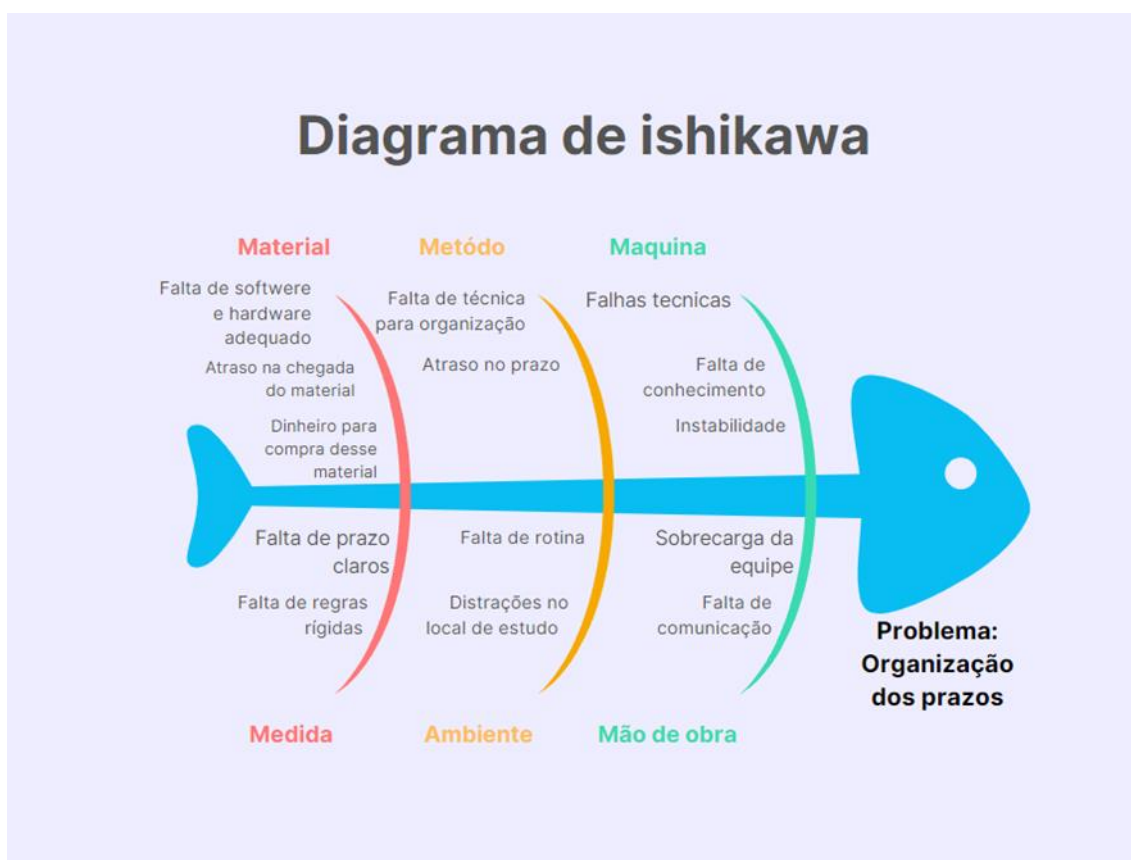 Diagrama de ishikawa
Material
Metódo
Maquina
Falta de softwere
e hardware
adequado
Atraso na chegada
do material
Dinheiro para
compra desse
material
Falta de técnica
para organização
Atraso no prazo
Falhas tecnicas
Falta de
conhecimento
Instabilidade
Falta de prazo
claros
Falta de regras
rígidas
Falta de rotina
Distrações no
local de estudo
Sobrecarga da
equipe
Falta de
comunicação
Problema:
Organização
dos prazos
Medida
Ambiente
Mão de obra